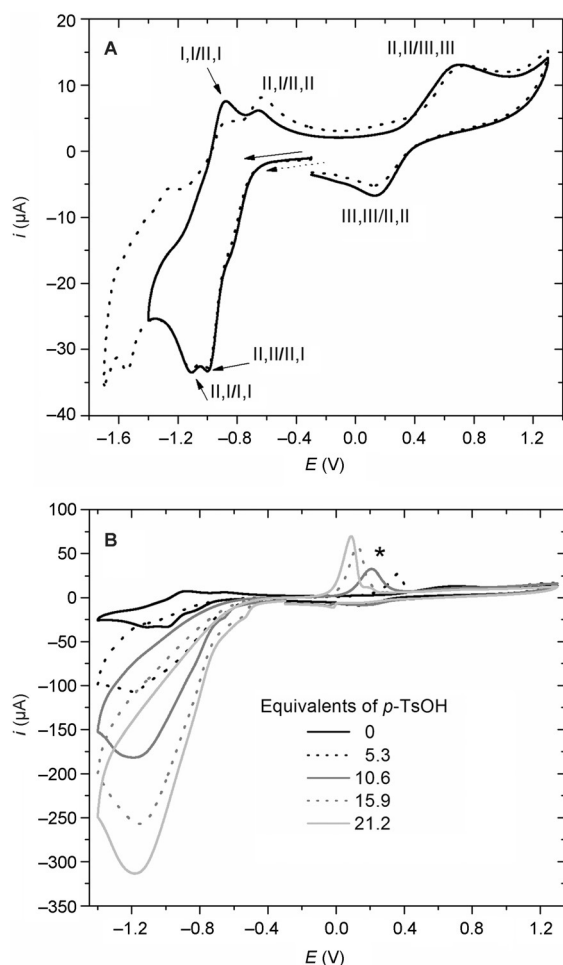 A
I,I/II,I
II,I/II,II
II,II/III,III
III,III/II,II
II,II/II,I
II,I/I,I
20
10
0
–10
–20
–30
–40
i (µA)
–1.6
–1.2
–0.8
–0.4
0.0
0.4
0.8
1.2
E (V)
B
*
100
50
0
–50
–100
–150
–200
–250
–300
–350
i (µA)
Equivalents of p-TsOH
0
5.3
10.6
15.9
21.2
–1.2
–0.8
–0.4
0.0
0.4
0.8
1.2
E (V)